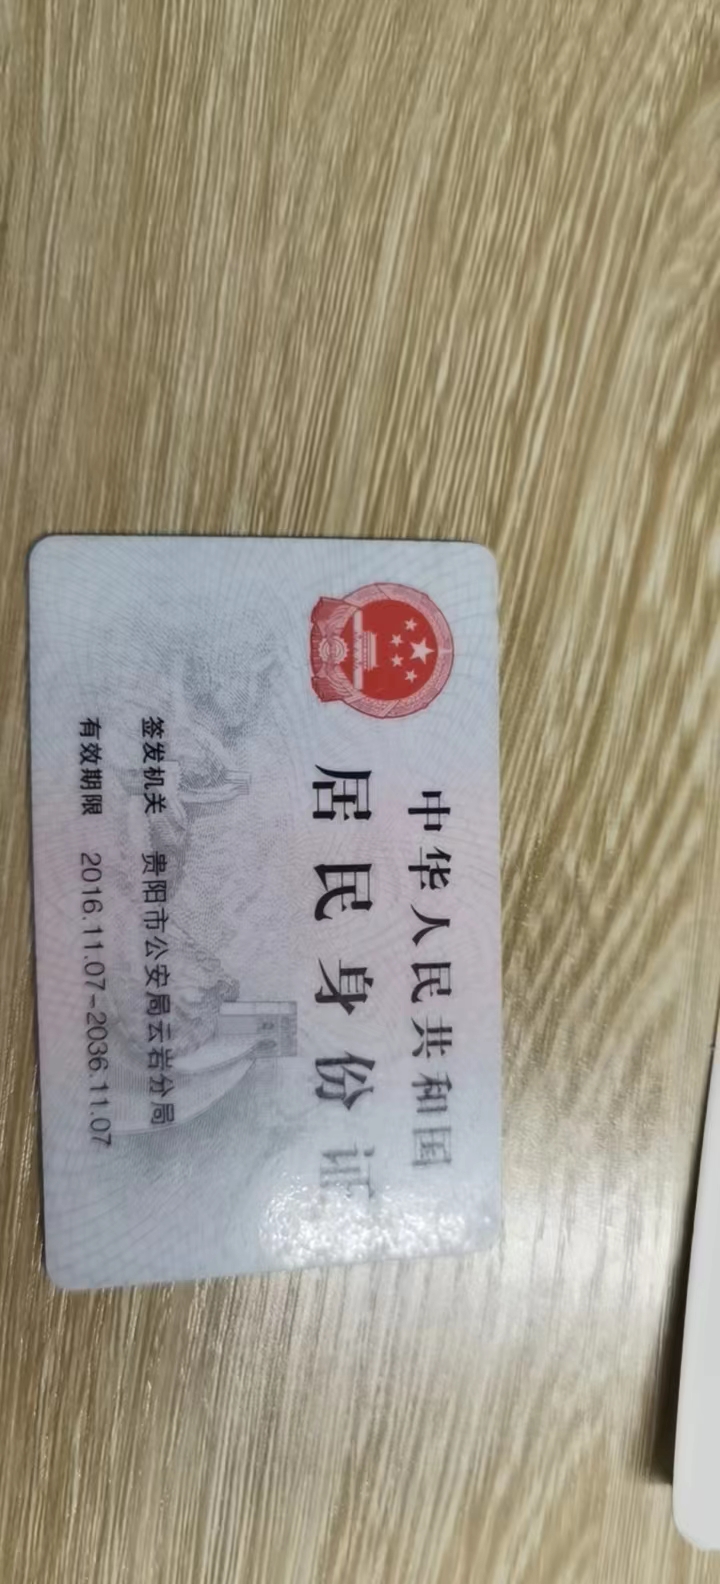 中华人民共和国
居民身份证
签发机关 贵阳市公安局云岩分局
有效期限 2016.11.07-2036.11.07